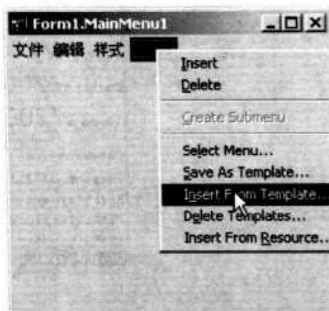 Form1.MainMenu1
文件 编辑 样式
Insert
Delete
Create Submenu
Select Menu...
Save As Template...
Insert From Template...
Delete Templates...
Insert From Resource...